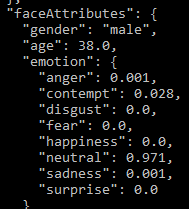 },
"faceAttributes": {
"gender": "male",
"age": 38.0,
"emotion": {
"anger": 0.001,
"contempt": 0.028,
"disgust": 0.0,
"fear": 0.0,
"happiness": 0.0,
"neutral": 0.971,
"sadness": 0.001,
"surprise": 0.0
}